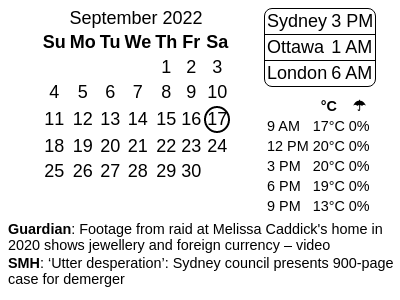 September 2022
Su Mo Tu We Th Fr Sa
1 2 3
4 5 6 7 8 9 10
11 12 13 14 15 16 17
18 19 20 21 22 23 24
25 26 27 28 29 30
Sydney 3 PM
Ottawa 1 AM
London 6 AM
°C ☂
9 AM 17°C 0%
12 PM 20°C 0%
3 PM 20°C 0%
6 PM 19°C 0%
9 PM 13°C 0%
Guardian: Footage from raid at Melissa Caddick's home in
2020 shows jewellery and foreign currency – video
SMH: ‘Utter desperation’: Sydney council presents 900-page
case for demerger